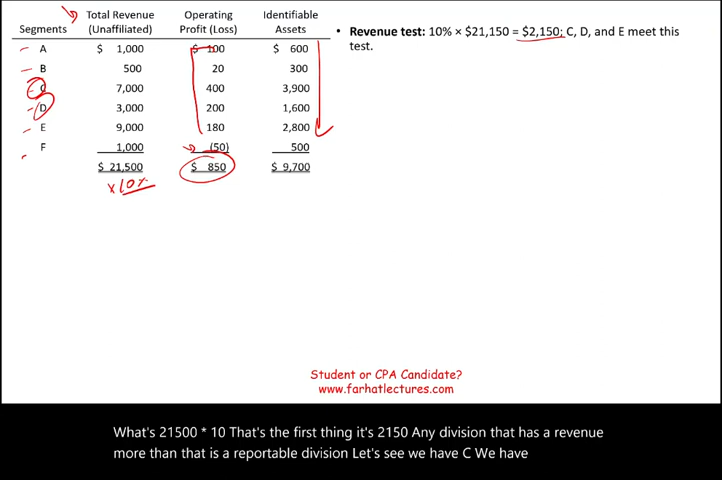 Total Revenue Operating Identifiable
Segments (Unaffiliated) Profit (Loss) Assets
A $ 1,000 $ 100 $ 600
B 500 20 300
C 7,000 400 3,900
D 3,000 200 1,600
E 9,000 180 2,800
F 1,000 (50) 500
$ 21,500 $ 850 $ 9,700
x 10%
• Revenue test: 10% × $21,150 = $2,150; C, D, and E meet this
test.
Student or CPA Candidate?
www.farhatlectures.com
What's 21500 * 10 That's the first thing it's 2150 Any division that has a revenue
more than that is a reportable division Let's see we have C We have